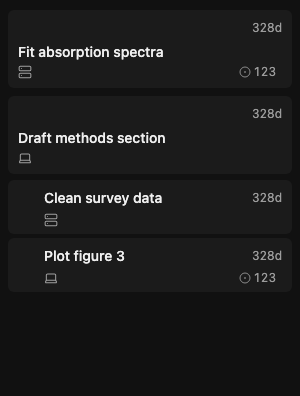 328d
Fit absorption spectra
123
328d
Draft methods section
Clean survey data 328d
Plot figure 3 328d
123